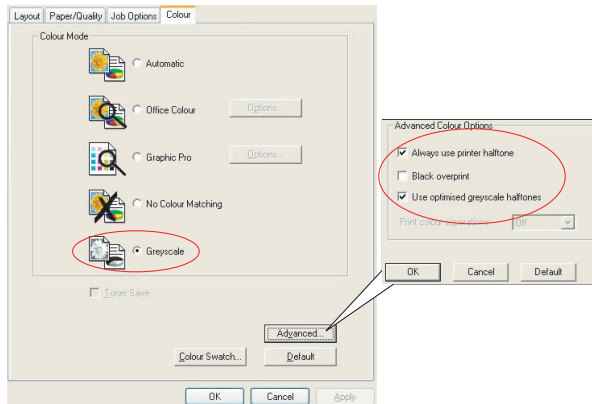 Layout Paper/Quality Job Options Colour
Colour Mode
Automatic
Office Colour Options...
Graphic Pro Options...
No Colour Matching
Greyscale
Toner Save
Advanced...
Colour Swatch... Default
OK Cancel Apply
Advanced Colour Options
Always use printer halftone
Black overprint
Use optimised greyscale halftones
Print colour separations Off
OK Cancel Default